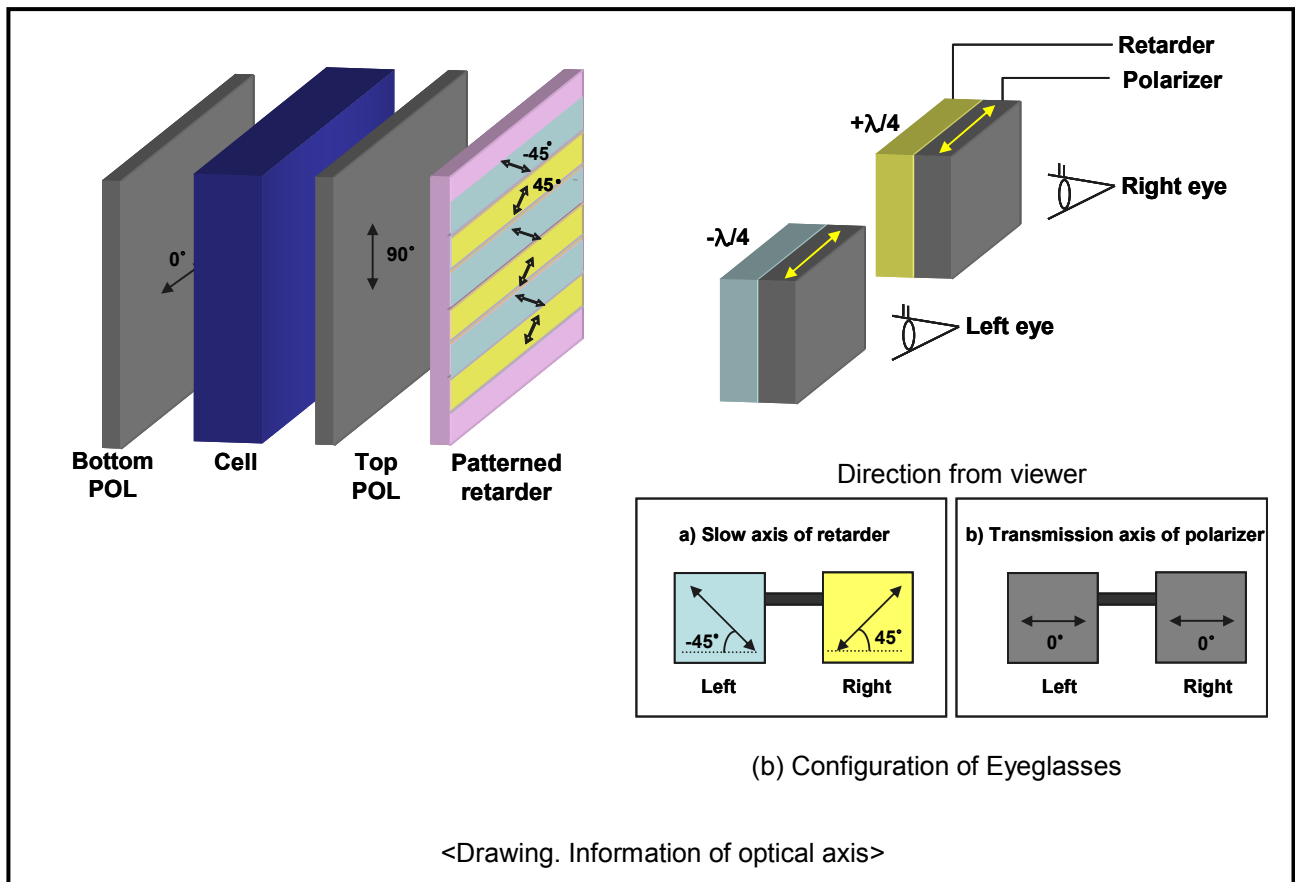 Retarder
Polarizer
+λ/4
Right eye
-λ/4
Left eye
-45°
45°
0°
90°
Bottom
POL
Cell
Top
POL
Patterned
retarder
Direction from viewer
a) Slow axis of retarder
-45°
45°
Left
Right
b) Transmission axis of polarizer
0°
0°
Left
Right
(b) Configuration of Eyeglasses
<Drawing. Information of optical axis>